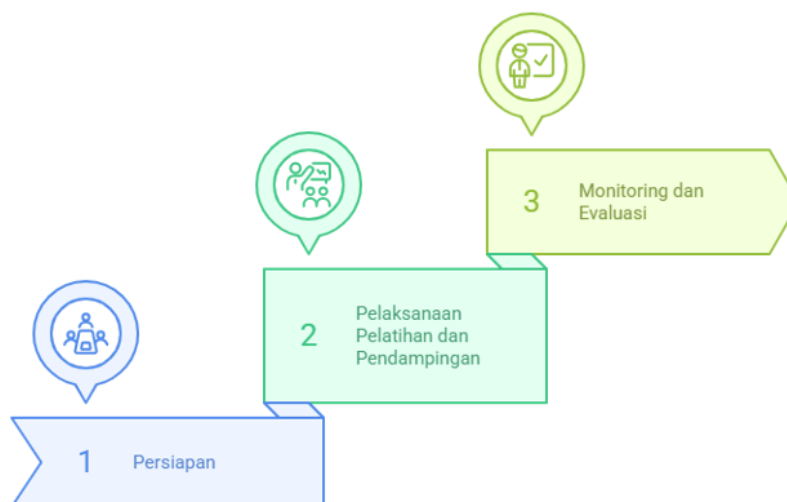 3
Monitoring dan
Evaluasi
2
Pelaksanaan
Pelatihan dan
Pendampingan
1
Persiapan